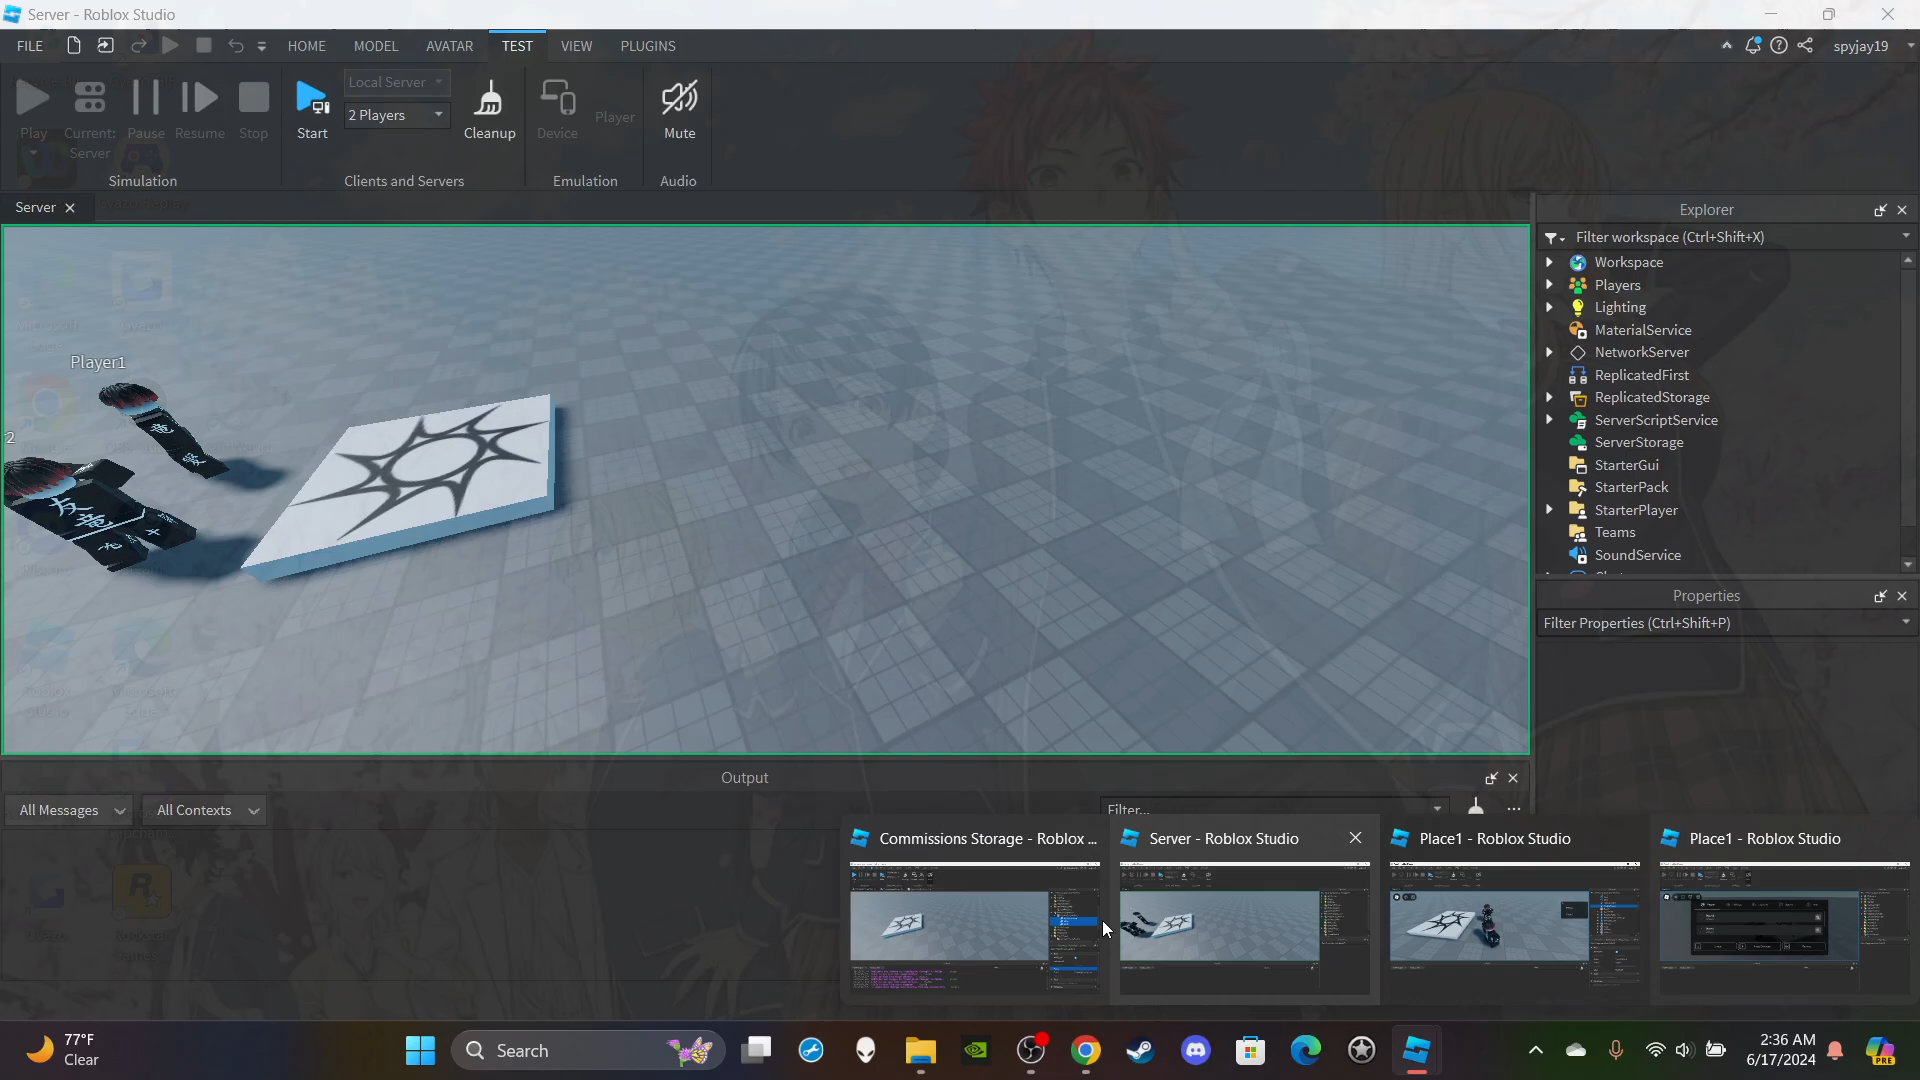 Server - Roblox Studio
FILE
HOME
MODEL
AVATAR
TEST
VIEW
PLUGINS
spyjay19
Play
Current:
Server
Pause
Resume
Stop
Simulation
Start
Local Server
2 Players
Cleanup
Clients and Servers
Device
Player
Emulation
Mute
Audio
Server
Explorer
Filter workspace (Ctrl+Shift+X)
Workspace
Players
Lighting
MaterialService
NetworkServer
ReplicatedFirst
ReplicatedStorage
ServerScriptService
ServerStorage
StarterGui
StarterPack
StarterPlayer
Teams
SoundService
Player1
2
友
竜
Properties
Filter Properties (Ctrl+Shift+P)
Output
All Messages
All Contexts
Filter...
Commissions Storage - Roblox ...
Server - Roblox Studio
Place1 - Roblox Studio
Place1 - Roblox Studio
77°F
Clear
Search
2:36 AM
6/17/2024
PRE